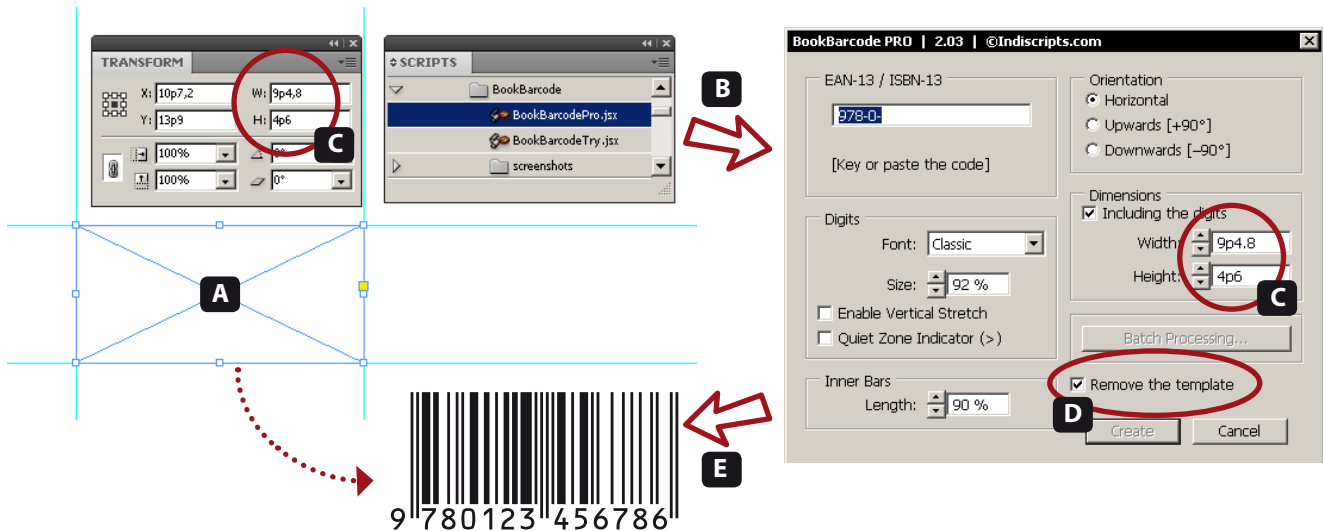 TRANSFORM
X: 10p7,2
W: 9p4,8
Y: 13p9
H: 4p6
C
100%
0°
100%
0°
SCRIPTS
BookBarcode
BookBarcodePro.jsx
BookBarcodeTry.jsx
screenshots
B
A
BookBarcode PRO | 2.03 | ©Indiscripts.com
EAN-13 / ISBN-13
978-0-
[Key or paste the code]
Digits
Font: Classic
Size: 92 %
Enable Vertical Stretch
Quiet Zone Indicator (>)
Inner Bars
Length: 90 %
Orientation
Horizontal
Upwards [+90°]
Downwards [–90°]
Dimensions
Including the digits
Width: 9p4.8
Height: 4p6
C
Batch Processing...
Remove the template
D
Create
Cancel
E
9 780123 456786